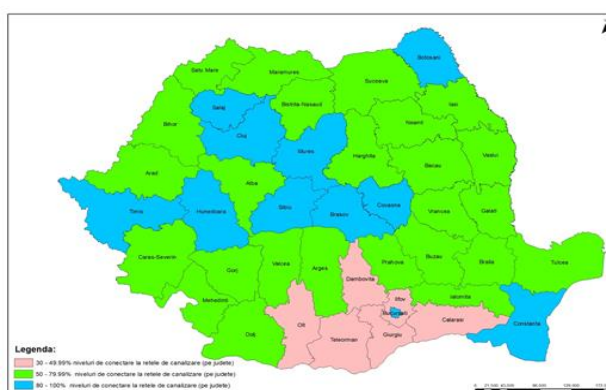 Botosani
Satu Mare
Maramures
Suceava
Iasi
Bistrita-Nasaud
Salaj
Neamt
Bihor
Cluj
Mures
Harghita
Bacau
Vaslui
Arad
Alba
Timis
Hunedoara
Sibiu
Brasov
Covasna
Vrancea
Galati
Caras-Severin
Gorj
Valcea
Arges
Prahova
Buzau
Braila
Tulcea
Dambovita
Ialomita
Ilfov
Mehedinti
Bucuresti
Dolj
Olt
Teleorman
Giurgiu
Calarasi
Constanta
Legenda:
30 - 49.99% niveluri de conectare la retele de canalizare (pe judete)
50 - 79.99% niveluri de conectare la retele de canalizare (pe judete)
80 - 100% niveluri de conectare la retele de canalizare (pe judete)